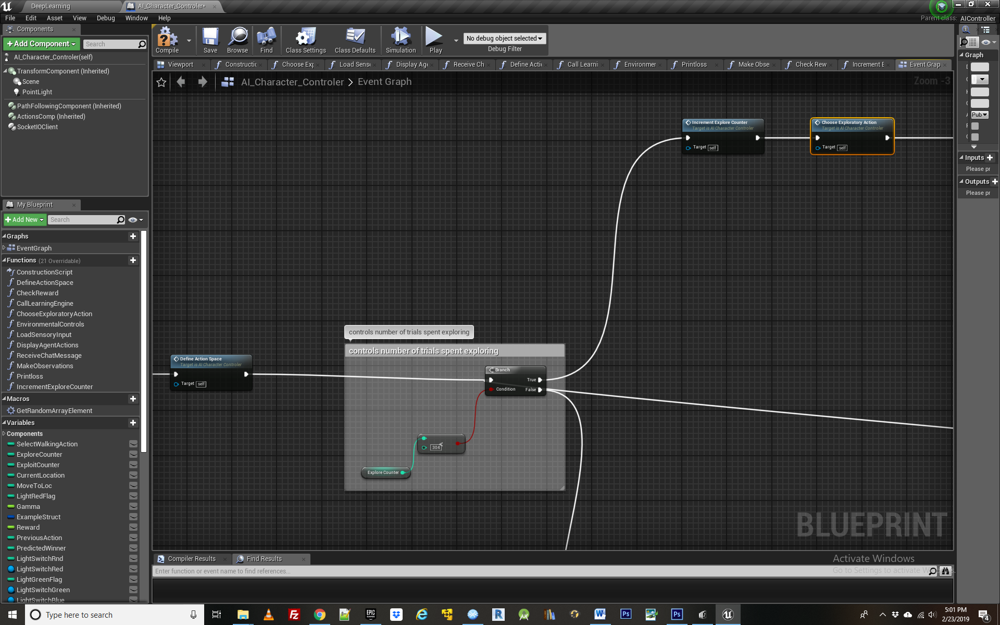 DeepLearning
AI_Character_Controler*
File Edit Asset View Debug Window Help
Parent class: AIController
Components
+ Add Component
Search
AI_Character_Controler(self)
TransformComponent (Inherited)
Scene
PointLight
PathFollowingComponent (Inherited)
ActionsComp (Inherited)
SocketIOClient
Compile
Save
Browse
Find
Class Settings
Class Defaults
Simulation
Play
No debug object selected
Debug Filter
Viewport
Constructic
Choose Exp
Load Sens
Display Ag
Receive Ch
Define Acti
Call Learni
Environmer
Printloss
Make Obse
Check Rew
Increment E
Event Grap
AI_Character_Controler > Event Graph
Zoom -3
My Blueprint
+ Add New
Search
Graphs
EventGraph
Functions (21 Overridable)
ConstructionScript
DefineActionSpace
CheckReward
CallLearningEngine
ChooseExploratoryAction
EnvironmentalControls
LoadSensoryInput
DisplayAgentActions
ReceiveChatMessage
MakeObservations
Printloss
IncrementExploreCounter
Macros
GetRandomArrayElement
Variables
Components
SelectWalkingAction
ExploreCounter
ExploitCounter
CurrentLocation
MoveToLoc
LightRedFlag
Gamma
ExampleStruct
Reward
PreviousAction
PredictedWinner
LightSwitchRnd
LightSwitchRed
LightGreenFlag
LightSwitchGreen
LightSwitchBlue
Increment Explore Counter
Target is AI Character Controler
Target self
Choose Exploratory Action
Target is AI Character Controler
Target self
controls number of trials spent exploring
controls number of trials spent exploring
Define Action Space
Target is AI Character Controler
Target self
Branch
True
Condition False
304 <
Explore Counter
BLUEPRINT
Graph
Pub
Inputs
Please pr
Outputs
Please pr
Compiler Results
Find Results
Enter function or event name to find references...
Activate Windows
Go to Settings to activate Windows.
Type here to search
5:01 PM
2/23/2019
4